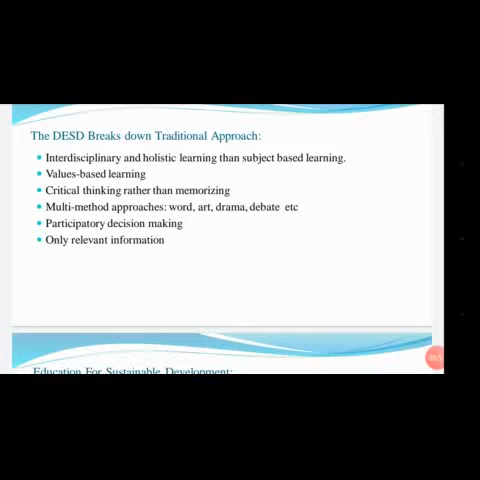 The DESD Breaks down Traditional Approach:
Interdisciplinary and holistic learning than subject based learning.
Values-based learning
Critical thinking rather than memorizing
Multi-method approaches: word, art, drama, debate etc
Participatory decision making
Only relevant information
Education For Sustainable Development: